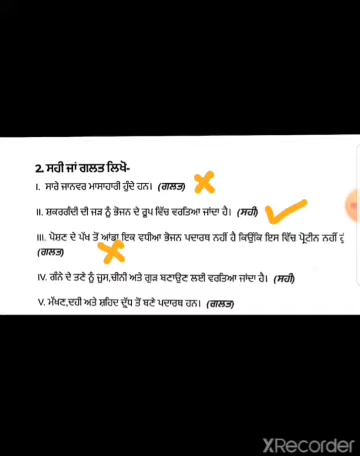 2. ਸਹੀ ਜਾਂ ਗਲਤ ਲਿਖੋ-
I. ਸਾਰੇ ਜਾਨਵਰ ਮਾਸਾਹਾਰੀ ਹੁੰਦੇ ਹਨ। (ਗਲਤ)
II. ਸ਼ਕਰਗੰਦੀ ਦੀ ਜੜ ਨੂੰ ਭੋਜਨ ਦੇ ਰੂਪ ਵਿੱਚ ਵਰਤਿਆ ਜਾਂਦਾ ਹੈ। (ਸਹੀ)
III. ਪੋਸ਼ਣ ਦੇ ਪੱਖ ਤੋਂ ਆਂਡਾ ਇਕ ਵਧੀਆ ਭੋਜਨ ਪਦਾਰਥ ਨਹੀਂ ਹੈ ਕਿਉਂਕਿ ਇਸ ਵਿੱਚ ਪ੍ਰੋਟੀਨ ਨਹੀਂ
(ਗਲਤ)
IV. ਗੰਨੇ ਦੇ ਤਣੇ ਨੂੰ ਜੂਸ,ਚੀਨੀ ਅਤੇ ਗੁੜ ਬਣਾਉਣ ਲਈ ਵਰਤਿਆ ਜਾਂਦਾ ਹੈ। (ਸਹੀ)
V. ਮੱਖਣ,ਦਹੀ ਅਤੇ ਸ਼ਹਿਦ ਦੁੱਧ ਤੋਂ ਬਣੇ ਪਦਾਰਥ ਹਨ। (ਗਲਤ)
XRecorder